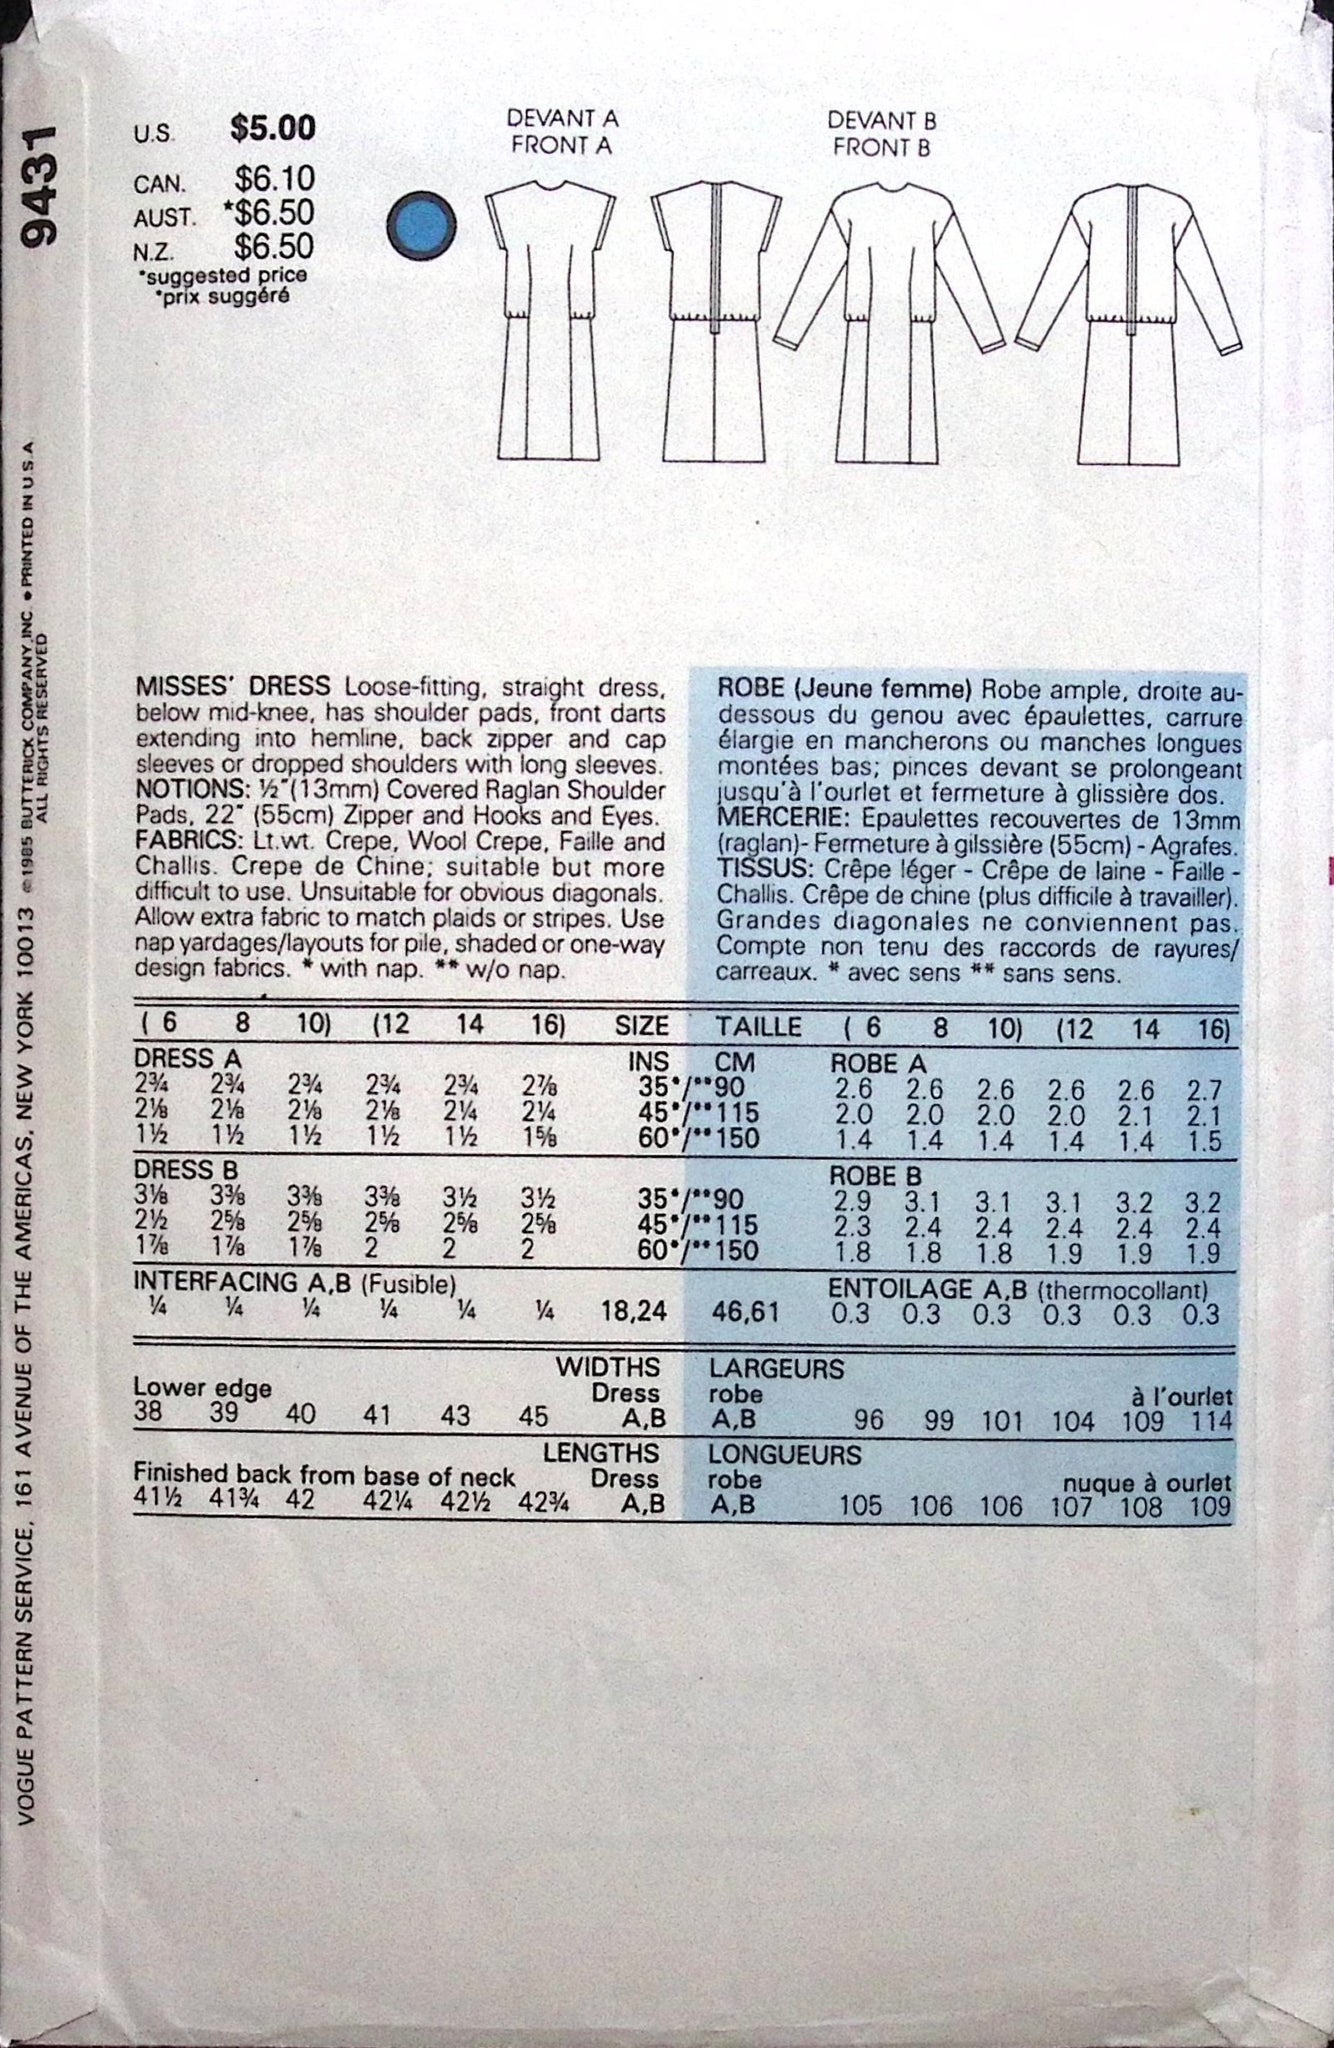 9431
VOGUE PATTERN SERVICE, 161 AVENUE OF THE AMERICAS, NEW YORK 10013 ©1985 BUTTERICK COMPANY, INC. ● PRINTED IN U.S.A
ALL RIGHTS RESERVED
U.S. $5.00
CAN. $6.10
AUST. *$6.50
N.Z. $6.50
*suggested price
*prix suggéré
DEVANT A
FRONT A
DEVANT B
FRONT B
MISSES' DRESS Loose-fitting, straight dress,
below mid-knee, has shoulder pads, front darts
extending into hemline, back zipper and cap
sleeves or dropped shoulders with long sleeves.
NOTIONS: ½"(13mm) Covered Raglan Shoulder
Pads, 22" (55cm) Zipper and Hooks and Eyes.
FABRICS: Lt.wt. Crepe, Wool Crepe, Faille and
Challis. Crepe de Chine; suitable but more
difficult to use. Unsuitable for obvious diagonals.
Allow extra fabric to match plaids or stripes. Use
nap yardages/layouts for pile, shaded or one-way
design fabrics. * with nap. ** w/o nap.
ROBE (Jeune femme) Robe ample, droite au-
dessous du genou avec épaulettes, carrure
élargie en mancherons ou manches longues
montées bas; pinces devant se prolongeant
jusqu'à l'ourlet et fermeture à glissière dos.
MERCERIE: Epaulettes recouvertes de 13mm
(raglan)- Fermeture à gilssière (55cm) - Agrafes.
TISSUS: Crêpe léger - Crêpe de laine - Faille -
Challis. Crêpe de chine (plus difficile à travailler).
Grandes diagonales ne conviennent pas.
Compte non tenu des raccords de rayures/
carreaux. * avec sens ** sans sens.
( 6 8 10) (12 14 16) SIZE TAILLE ( 6 8 10) (12 14 16)
DRESS A INS CM ROBE A
2¾ 2¾ 2¾ 2¾ 2¾ 2⅞ 35*/**90 2.6 2.6 2.6 2.6 2.6 2.7
2⅛ 2⅛ 2⅛ 2⅛ 2¼ 2¼ 45*/**115 2.0 2.0 2.0 2.0 2.1 2.1
1½ 1½ 1½ 1½ 1½ 1⅝ 60*/**150 1.4 1.4 1.4 1.4 1.4 1.5
DRESS B ROBE B
3⅛ 3⅜ 3⅜ 3⅜ 3½ 3½ 35*/**90 2.9 3.1 3.1 3.1 3.2 3.2
2½ 2⅝ 2⅝ 2⅝ 2⅝ 2⅝ 45*/**115 2.3 2.4 2.4 2.4 2.4 2.4
1⅞ 1⅞ 1⅞ 2 2 2 60*/**150 1.8 1.8 1.8 1.9 1.9 1.9
INTERFACING A,B (Fusible) ENTOILAGE A,B (thermocollant)
¼ ¼ ¼ ¼ ¼ ¼ 18,24 46,61 0.3 0.3 0.3 0.3 0.3 0.3
WIDTHS LARGEURS
Lower edge Dress robe à l'ourlet
38 39 40 41 43 45 A,B A,B 96 99 101 104 109 114
LENGTHS LONGUEURS
Finished back from base of neck Dress robe nuque à ourlet
41½ 41¾ 42 42¼ 42½ 42¾ A,B A,B 105 106 106 107 108 109